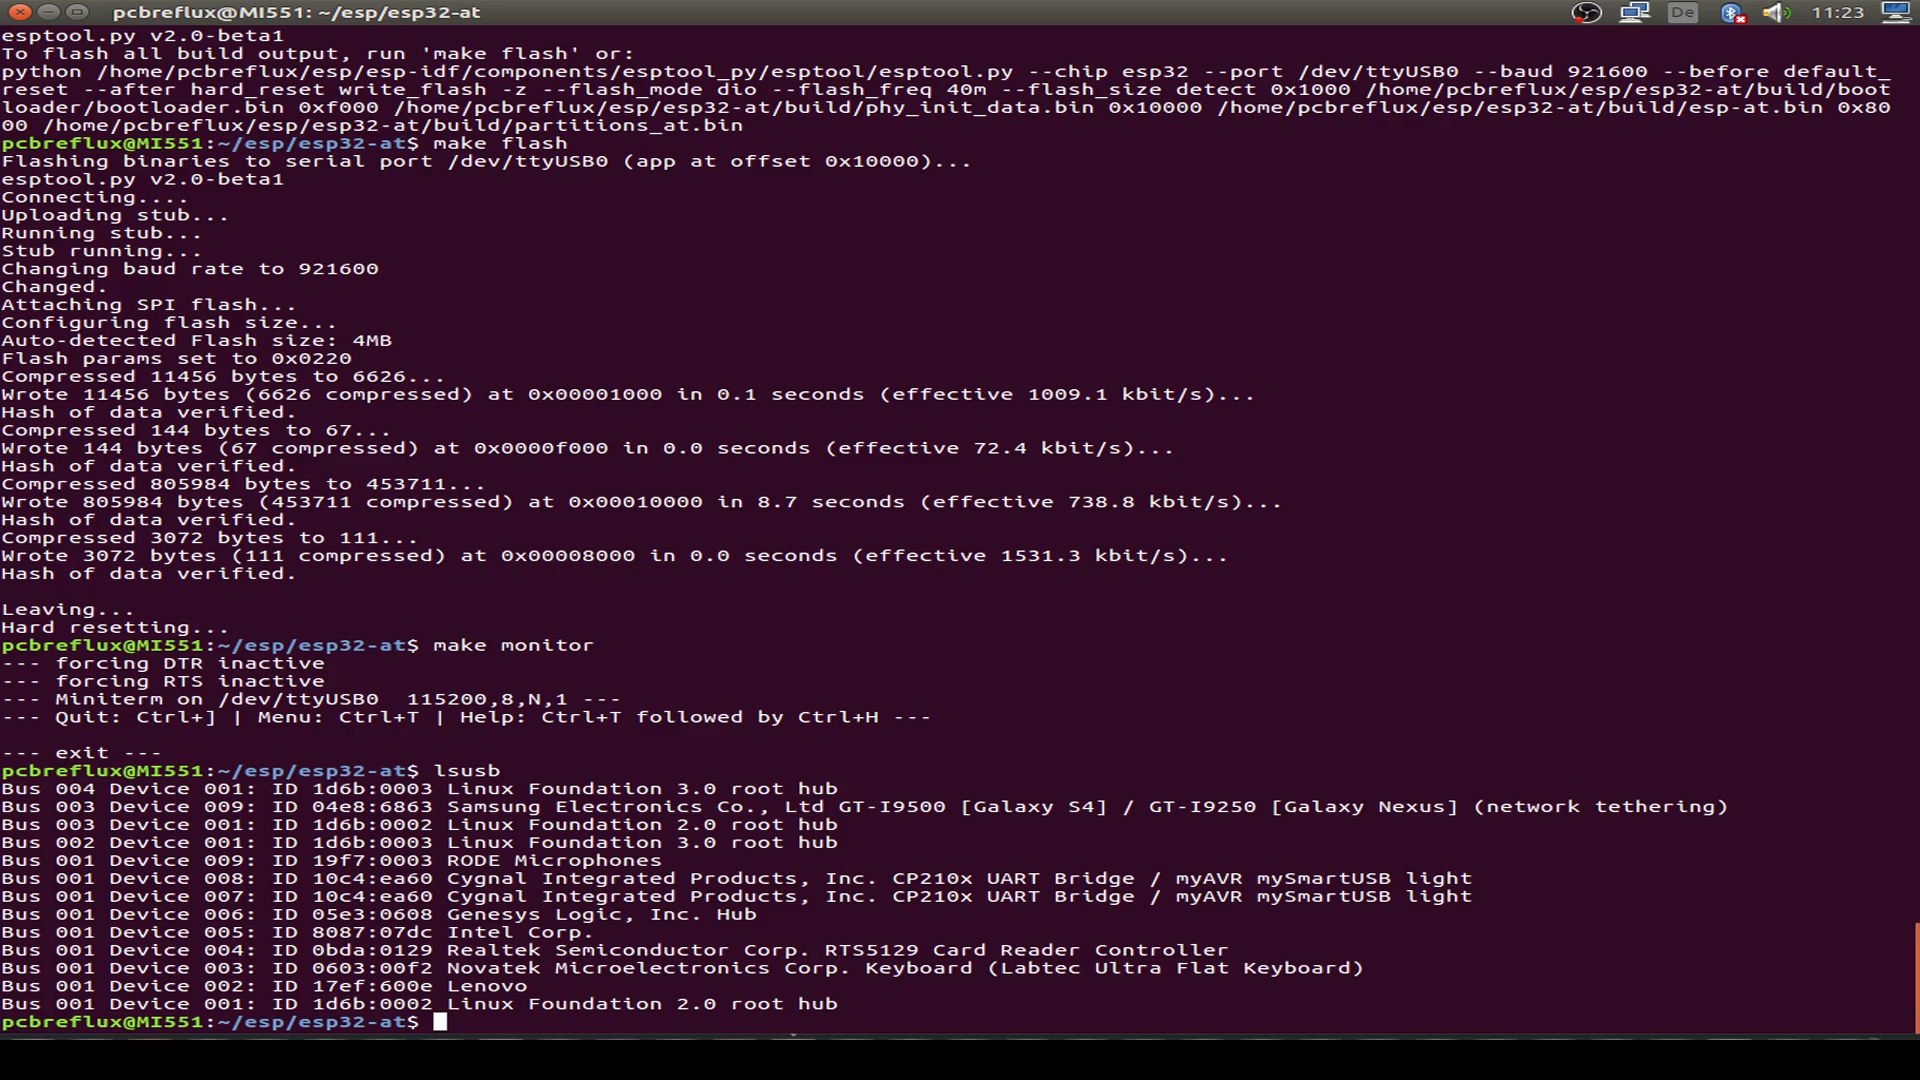 pcbreflux@MI551: ~/esp/esp32-at
De
11:23
esptool.py v2.0-beta1
To flash all build output, run 'make flash' or:
python /home/pcbreflux/esp/esp-idf/components/esptool_py/esptool/esptool.py --chip esp32 --port /dev/ttyUSB0 --baud 921600 --before default_
reset --after hard_reset write_flash -z --flash_mode dio --flash_freq 40m --flash_size detect 0x1000 /home/pcbreflux/esp/esp32-at/build/boot
loader/bootloader.bin 0xf000 /home/pcbreflux/esp/esp32-at/build/phy_init_data.bin 0x10000 /home/pcbreflux/esp/esp32-at/build/esp-at.bin 0x80
00 /home/pcbreflux/esp/esp32-at/build/partitions_at.bin
pcbreflux@MI551:~/esp/esp32-at$ make flash
Flashing binaries to serial port /dev/ttyUSB0 (app at offset 0x10000)...
esptool.py v2.0-beta1
Connecting....
Uploading stub...
Running stub...
Stub running...
Changing baud rate to 921600
Changed.
Attaching SPI flash...
Configuring flash size...
Auto-detected Flash size: 4MB
Flash params set to 0x0220
Compressed 11456 bytes to 6626...
Wrote 11456 bytes (6626 compressed) at 0x00001000 in 0.1 seconds (effective 1009.1 kbit/s)...
Hash of data verified.
Compressed 144 bytes to 67...
Wrote 144 bytes (67 compressed) at 0x0000f000 in 0.0 seconds (effective 72.4 kbit/s)...
Hash of data verified.
Compressed 805984 bytes to 453711...
Wrote 805984 bytes (453711 compressed) at 0x00010000 in 8.7 seconds (effective 738.8 kbit/s)...
Hash of data verified.
Compressed 3072 bytes to 111...
Wrote 3072 bytes (111 compressed) at 0x00008000 in 0.0 seconds (effective 1531.3 kbit/s)...
Hash of data verified.
Leaving...
Hard resetting...
pcbreflux@MI551:~/esp/esp32-at$ make monitor
--- forcing DTR inactive
--- forcing RTS inactive
--- Miniterm on /dev/ttyUSB0  115200,8,N,1 ---
--- Quit: Ctrl+] | Menu: Ctrl+T | Help: Ctrl+T followed by Ctrl+H ---
--- exit ---
pcbreflux@MI551:~/esp/esp32-at$ lsusb
Bus 004 Device 001: ID 1d6b:0003 Linux Foundation 3.0 root hub
Bus 003 Device 009: ID 04e8:6863 Samsung Electronics Co., Ltd GT-I9500 [Galaxy S4] / GT-I9250 [Galaxy Nexus] (network tethering)
Bus 003 Device 001: ID 1d6b:0002 Linux Foundation 2.0 root hub
Bus 002 Device 001: ID 1d6b:0003 Linux Foundation 3.0 root hub
Bus 001 Device 009: ID 19f7:0003 RODE Microphones
Bus 001 Device 008: ID 10c4:ea60 Cygnal Integrated Products, Inc. CP210x UART Bridge / myAVR mySmartUSB light
Bus 001 Device 007: ID 10c4:ea60 Cygnal Integrated Products, Inc. CP210x UART Bridge / myAVR mySmartUSB light
Bus 001 Device 006: ID 05e3:0608 Genesys Logic, Inc. Hub
Bus 001 Device 005: ID 8087:07dc Intel Corp.
Bus 001 Device 004: ID 0bda:0129 Realtek Semiconductor Corp. RTS5129 Card Reader Controller
Bus 001 Device 003: ID 0603:00f2 Novatek Microelectronics Corp. Keyboard (Labtec Ultra Flat Keyboard)
Bus 001 Device 002: ID 17ef:600e Lenovo
Bus 001 Device 001: ID 1d6b:0002 Linux Foundation 2.0 root hub
pcbreflux@MI551:~/esp/esp32-at$